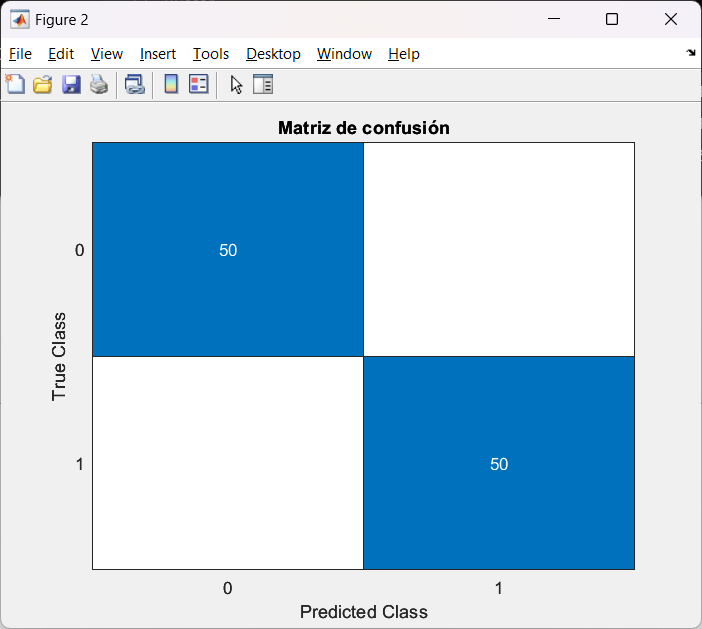 Figure 2
File Edit View Insert Tools Desktop Window Help
Matriz de confusión
0
50
True Class
1
50
0 1
Predicted Class